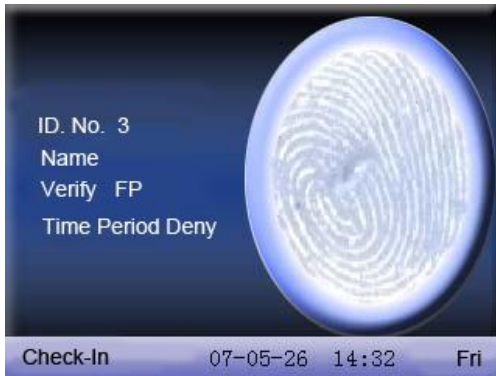 ID. No. 3
Name
Verify FP
Time Period Deny
Check-In 07-05-26 14:32 Fri